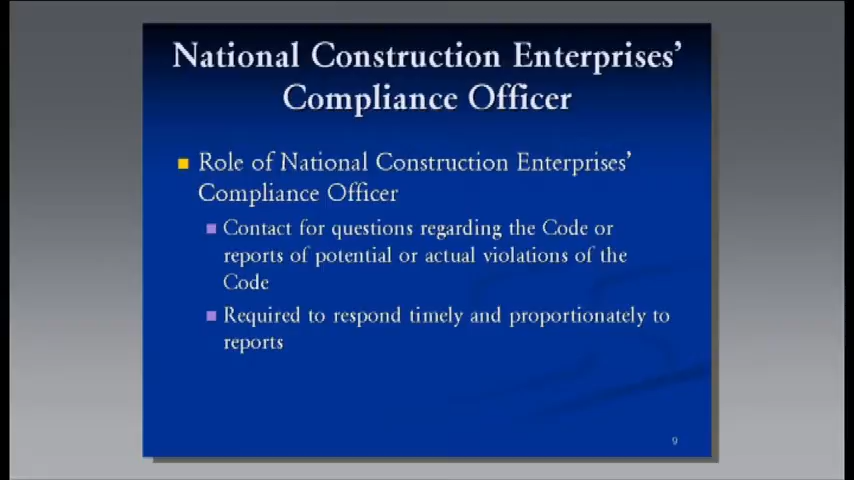 National Construction Enterprises’
Compliance Officer
Role of National Construction Enterprises’
Compliance Officer
Contact for questions regarding the Code or
reports of potential or actual violations of the
Code
Required to respond timely and proportionately to
reports
9